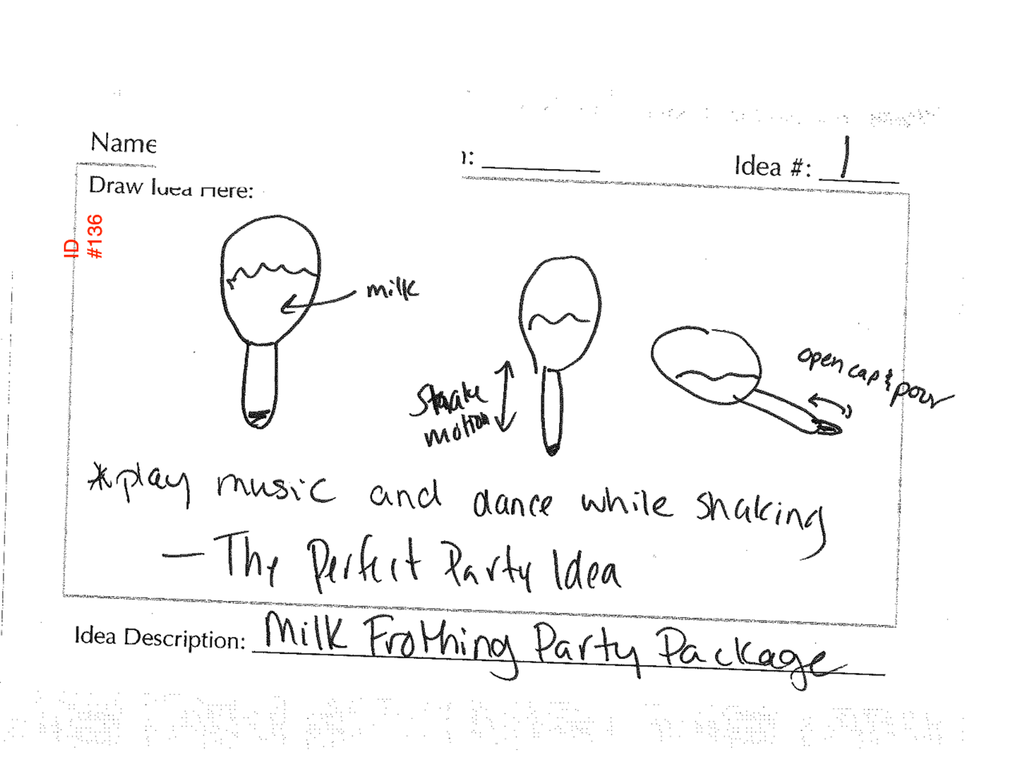 Name
): ______
Idea #: 1
Draw Idea Here:
ID
#136
milk
Shake
motion
open cap & pour
*play music and dance while shaking
— The Perfect Party Idea
Idea Description: Milk Frothing Party Package